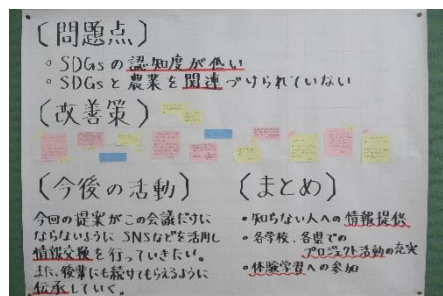 〔問題点〕
○ SDGsの認知度が低い
○ SDGsと農業を関連づけられていない
〔改善策〕
〔今後の活動〕
今回の提案がこの会議だけに
ならないように SNSなどを活用し
情報交換を行っていきたい。
また、後輩にも続けてもらえるように
伝承していく。
〔まとめ〕
・知らない人への情報提供
・各学校、各県での
プロジェクト活動の充実
・体験学習への参加